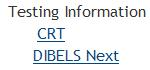 Testing Information
CRT
DIBELS Next